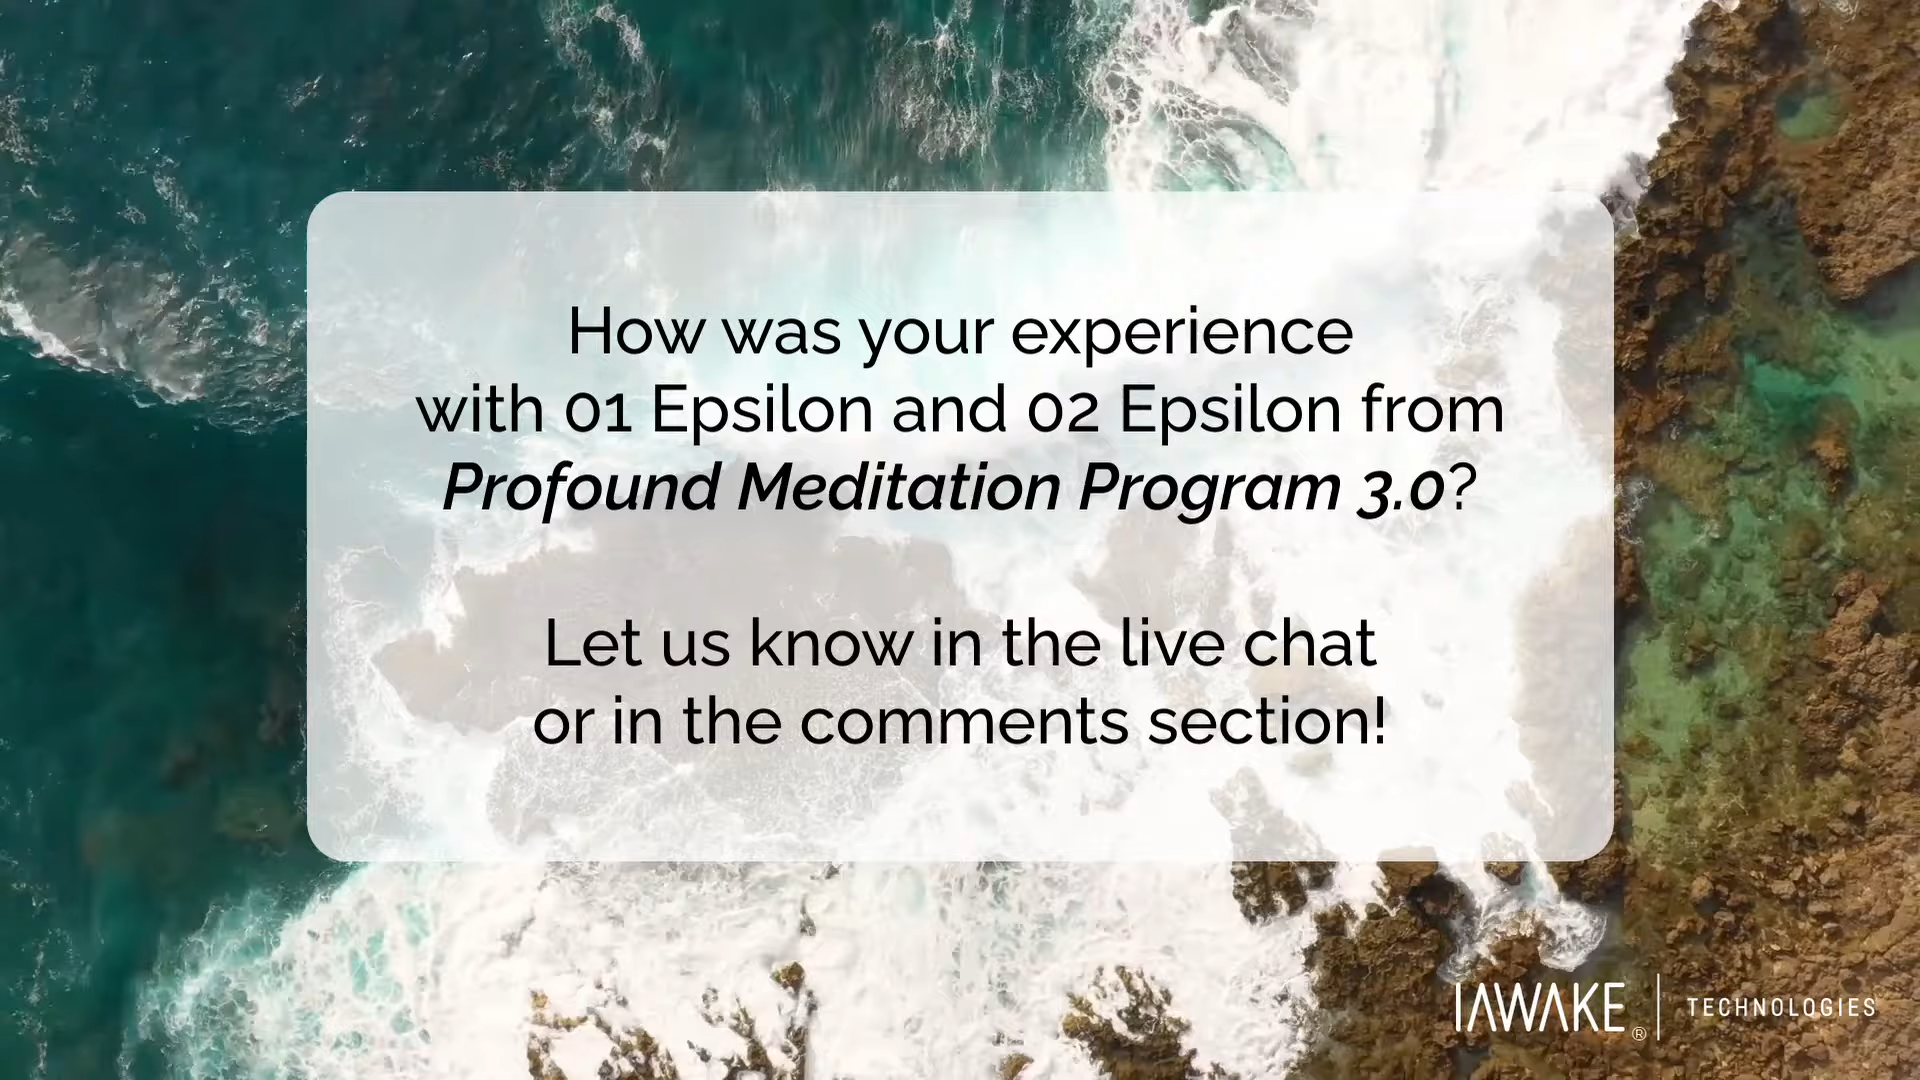 How was your experience
with 01 Epsilon and 02 Epsilon from
Profound Meditation Program 3.0?
Let us know in the live chat
or in the comments section!
IAWAKE® | TECHNOLOGIES